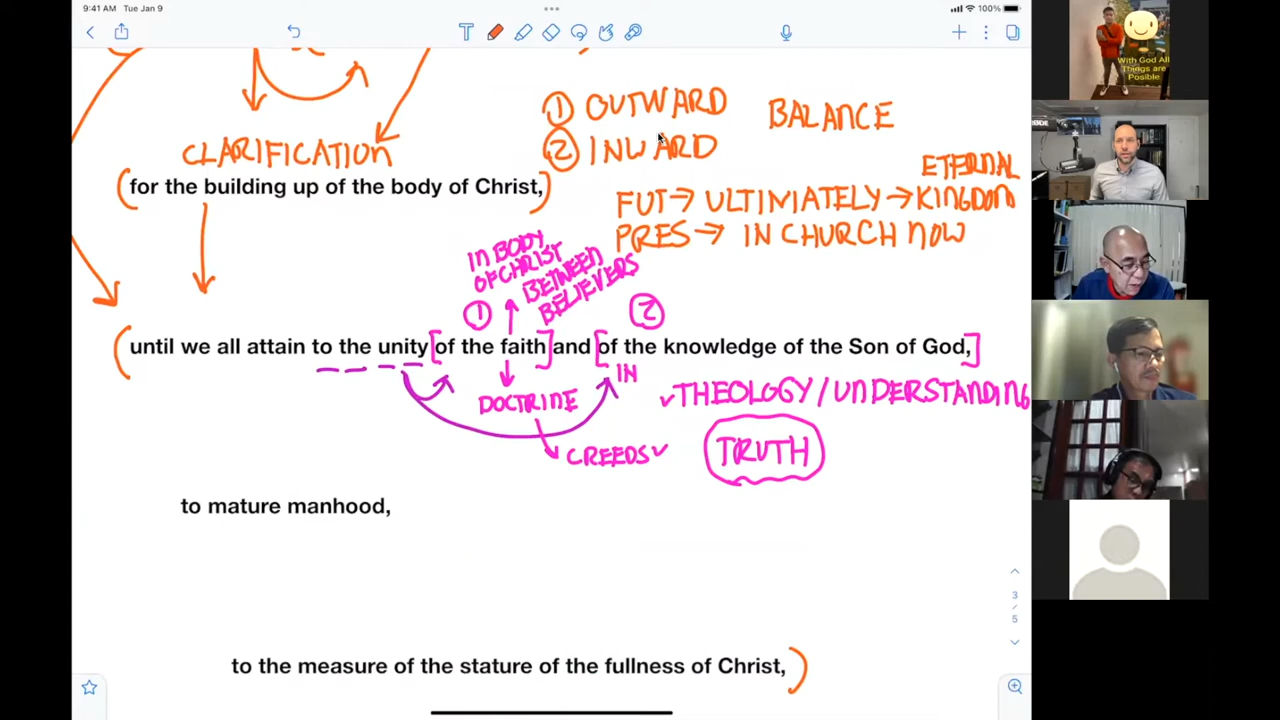 9:41 AM Tue Jan 9
100%
① OUTWARD BALANCE
② INWARD
CLARIFICATION
ETERNAL
for the building up of the body of Christ,
FUT → ULTIMIATELY → KINGDOM
PRES → IN CHURCH NOW
IN BODY
OF CHRIST
BETWEEN
BELIEVERS
① ②
until we all attain to the unity [of the faith] and [of the knowledge of the Son of God,]
IN
DOCTRINE
✓THEOLOGY/UNDERSTANDING
CREEDS✓
TRUTH
to mature manhood,
to the measure of the stature of the fullness of Christ,
3
/
5
With God All
Things are
Posible